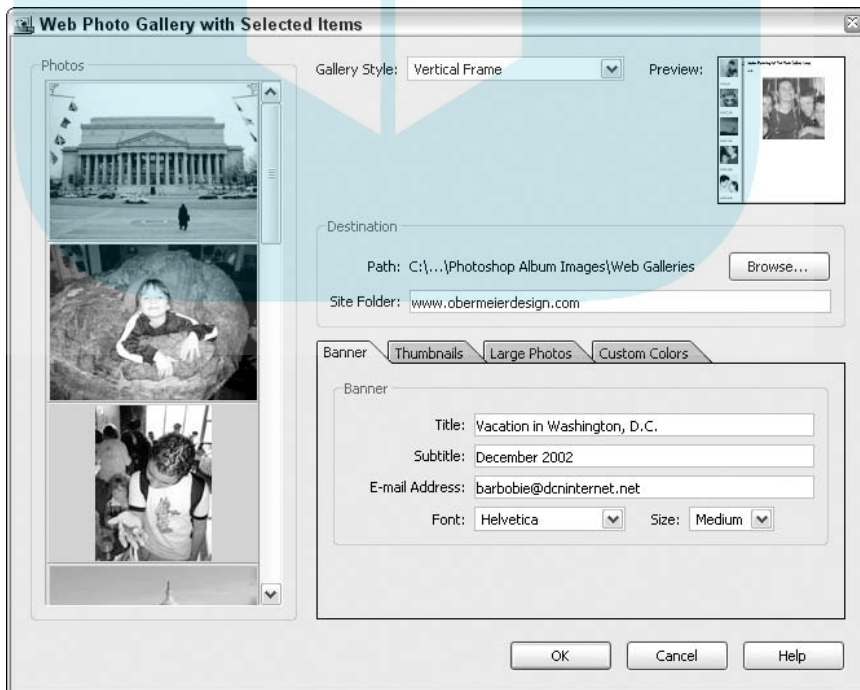 Web Photo Gallery with Selected Items
Photos
Gallery Style: Vertical Frame
Preview:
Destination
Path: C:\...\Photoshop Album Images\Web Galleries
Browse...
Site Folder: www.obermeierdesign.com
Banner Thumbnails Large Photos Custom Colors
Banner
Title: Vacation in Washington, D.C.
Subtitle: December 2002
E-mail Address: barbobie@dcninternet.net
Font: Helvetica Size: Medium
OK Cancel Help